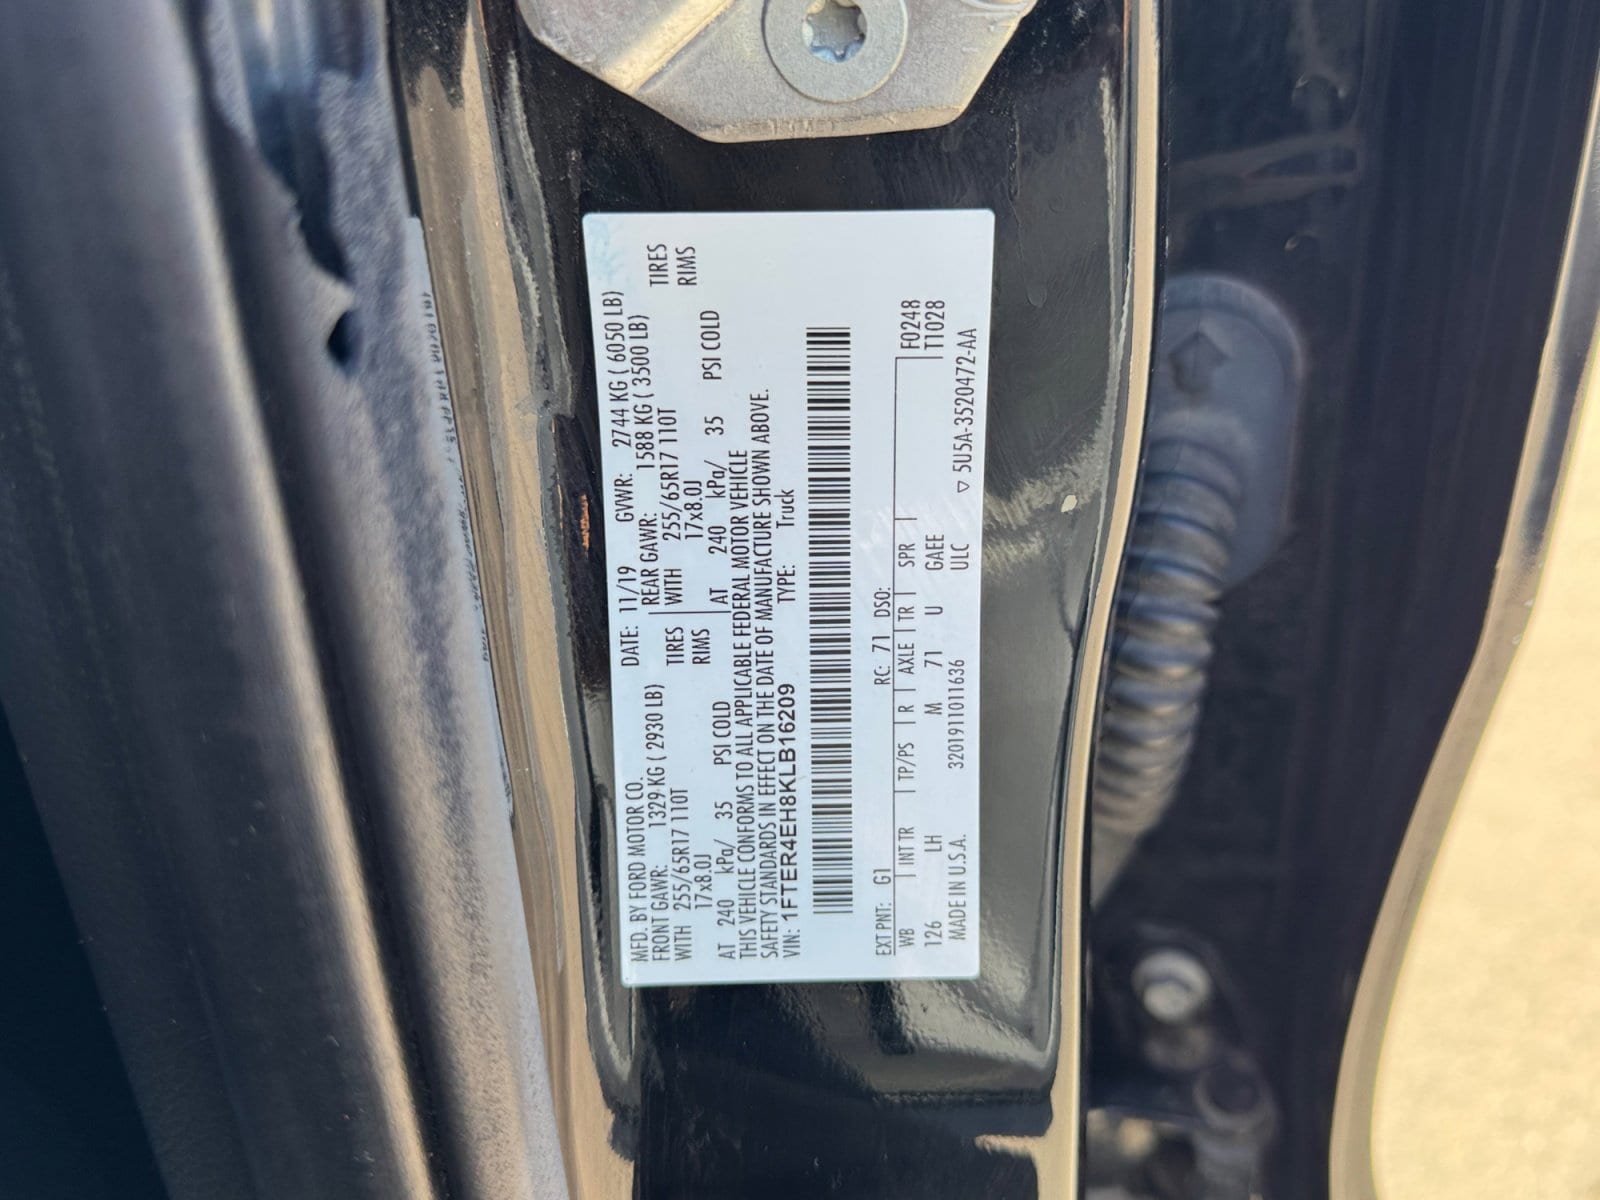 MFD. BY FORD MOTOR CO.
DATE: 11/19 GVWR: 2744 KG ( 6050 LB)
FRONT GAWR: 1329 KG ( 2930 LB) REAR GAWR: 1588 KG ( 3500 LB)
WITH 255/65R17 110T TIRES WITH 255/65R17 110T TIRES
17x8.0J RIMS 17x8.0J RIMS
AT 240 kPa/ 35 PSI COLD AT 240 kPa/ 35 PSI COLD
THIS VEHICLE CONFORMS TO ALL APPLICABLE FEDERAL MOTOR VEHICLE
SAFETY STANDARDS IN EFFECT ON THE DATE OF MANUFACTURE SHOWN ABOVE.
VIN: 1FTER4EH8KLB16209 TYPE: Truck
EXT PNT: G1 RC: 71 DSO: F0248
WB INT TR TP/PS R AXLE TR SPR T1028
126 LH M 71 U GAEE
MADE IN U.S.A. 320191101163​6 ULC ▽ 5U5A-3520472-AA